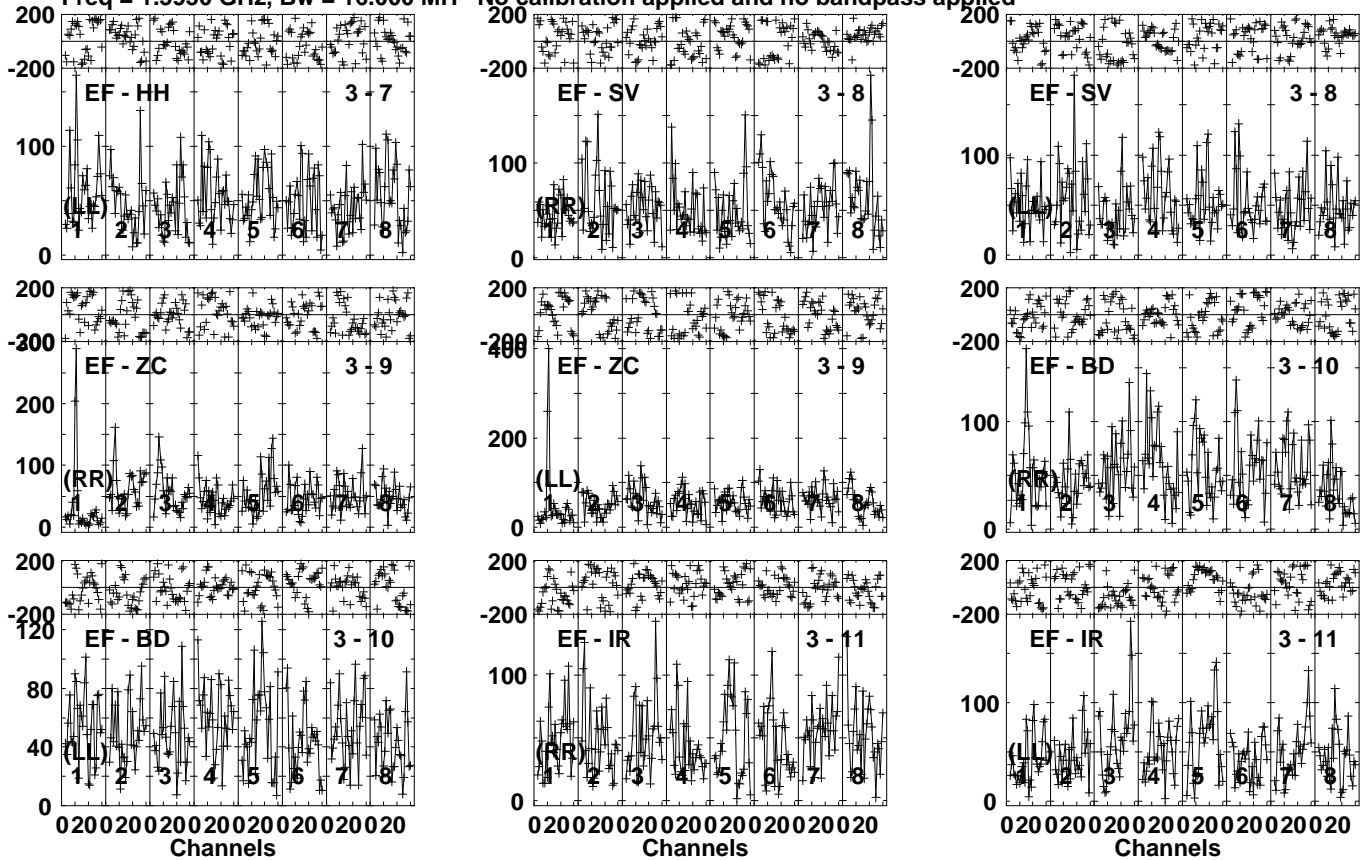 Freq = 1.5950 GHz, Bw = 16.000 MH No calibration applied and no bandpass applied
200 200 200
-200 -200 -200
EF - HH 3 - 7 EF - SV 3 - 8 EF - SV 3 - 8
100 100 100
(LL) (RR) (LL)
1 2 3 4 5 6 7 8 1 2 3 4 5 6 7 8 1 2 3 4 5 6 7 8
0 0 0
200 200 200
-200 -200 -200
300 400
EF - ZC 3 - 9 EF - ZC 3 - 9 EF - BD 3 - 10
200 200 100
100
(RR) (LL) (RR)
1 2 3 4 5 6 7 8 1 2 3 4 5 6 7 8 1 2 3 4 5 6 7 8
0 0 0
200 200 200
-200 -200 -200
120
EF - BD 3 - 10 EF - IR 3 - 11 EF - IR 3 - 11
80 100 100
40
(LL) (RR) (LL)
1 2 3 4 5 6 7 8 1 2 3 4 5 6 7 8 1 2 3 4 5 6 7 8
0 0 0
0 20 0 20 0 20 0 20 0 20 0 20 0 20 0 20 0 20 0 20 0 20 0 20 0 20 0 20 0 20 0 20 0 20 0 20 0 20 0 20 0 20 0 20 0 20 0 20
Channels Channels Channels